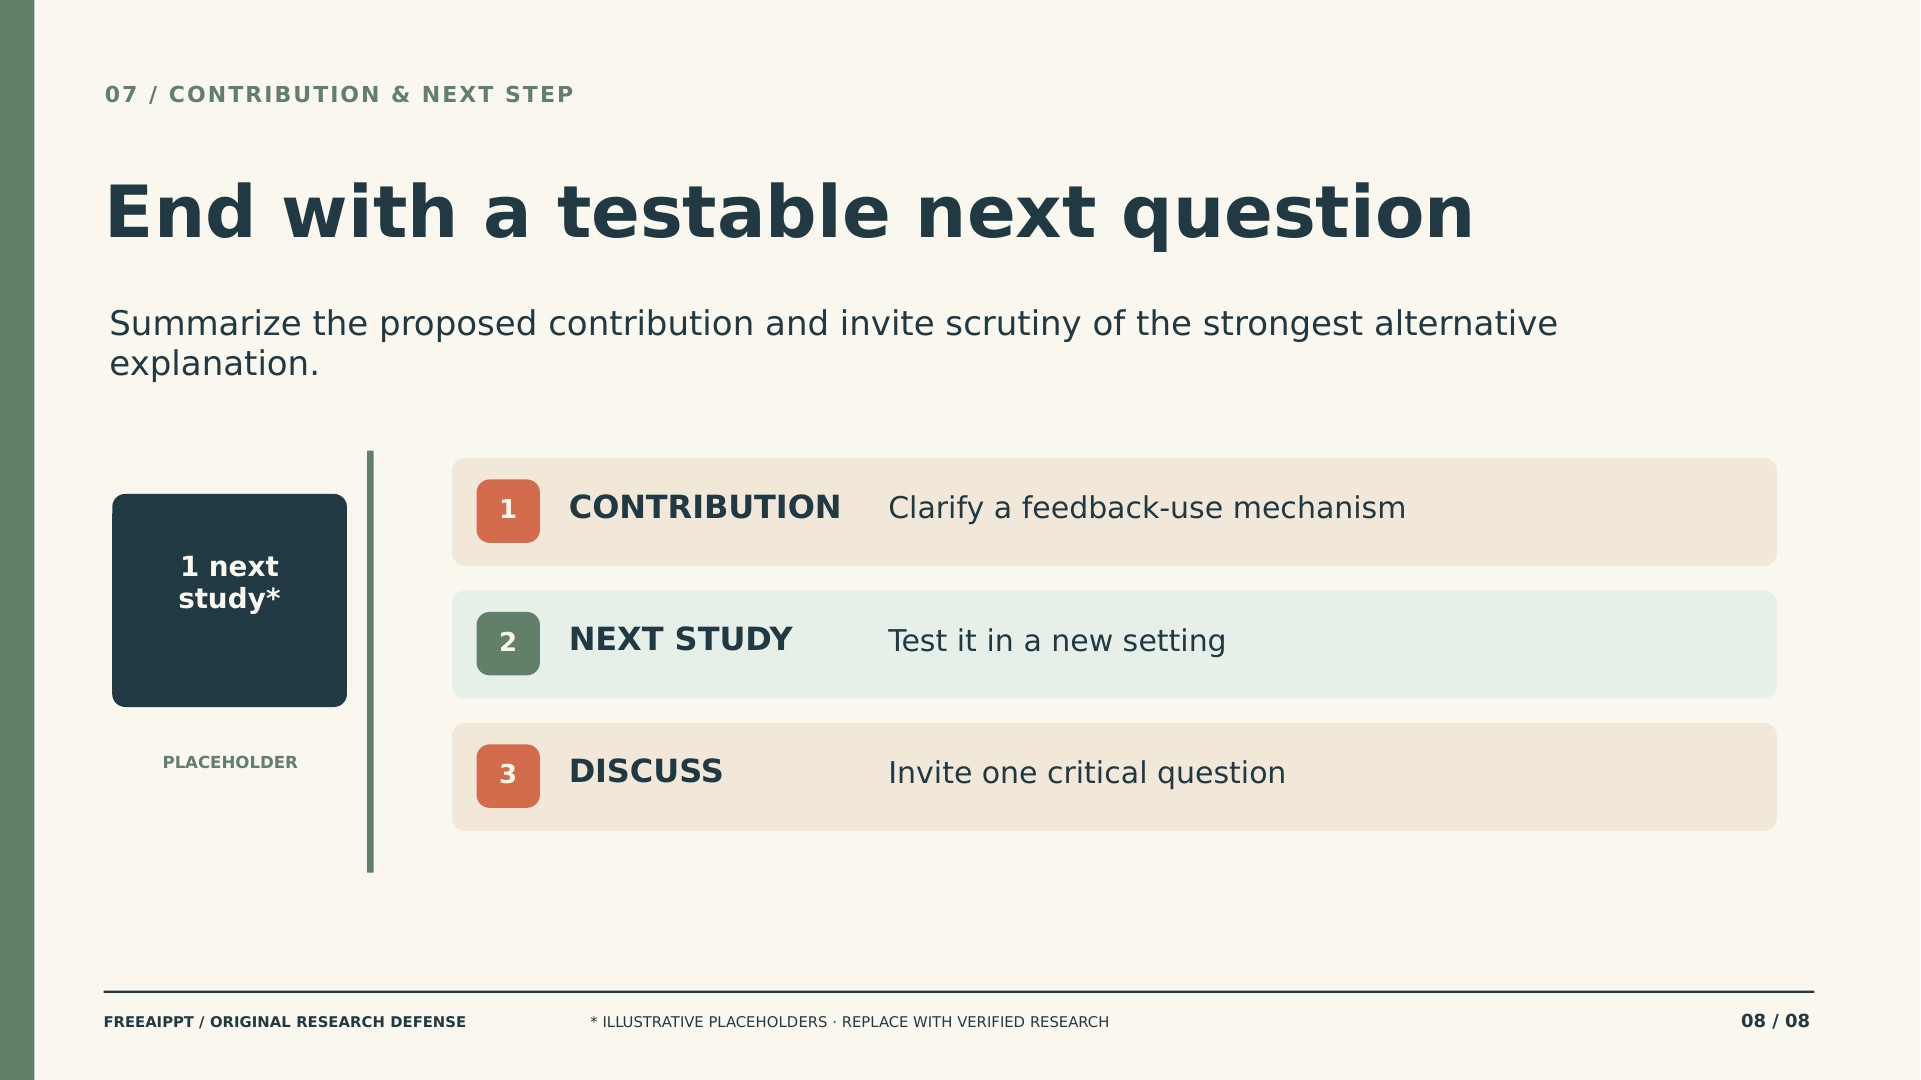 07 / CONTRIBUTION & NEXT STEP
End with a testable next question
Summarize the proposed contribution and invite scrutiny of the strongest alternative
explanation.
1 next
study*
PLACEHOLDER
1 CONTRIBUTION Clarify a feedback-use mechanism
2 NEXT STUDY Test it in a new setting
3 DISCUSS Invite one critical question
FREEAIPPT / ORIGINAL RESEARCH DEFENSE * ILLUSTRATIVE PLACEHOLDERS · REPLACE WITH VERIFIED RESEARCH 08 / 08